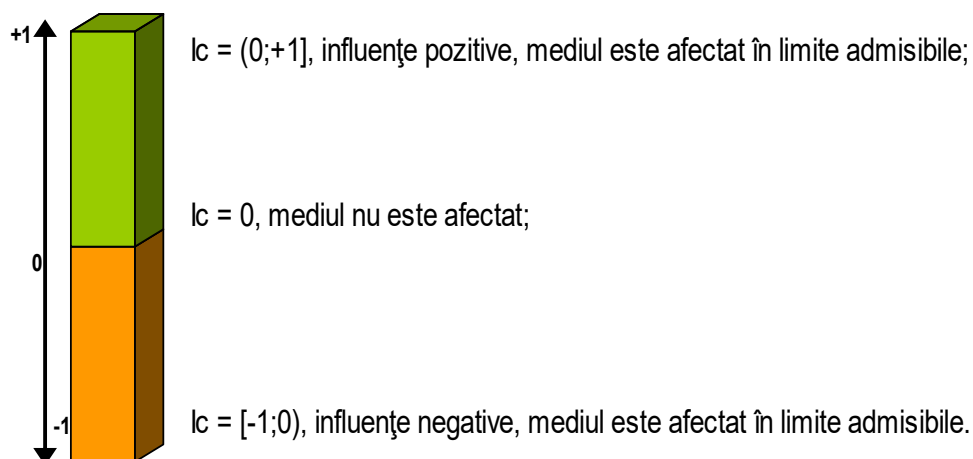 +1
Ic = (0;+1], influenţe pozitive, mediul este afectat în limite admisibile;
Ic = 0, mediul nu este afectat;
0
-1
Ic = [-1;0), influenţe negative, mediul este afectat în limite admisibile.